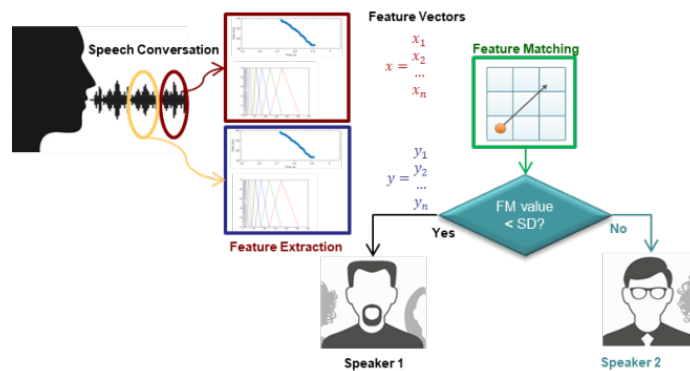 Feature Vectors
Speech Conversation
Feature Matching
x =
x1
x2
...
xn
y =
y1
y2
...
yn
FM value
< SD?
Yes
No
Feature Extraction
Speaker 1
Speaker 2